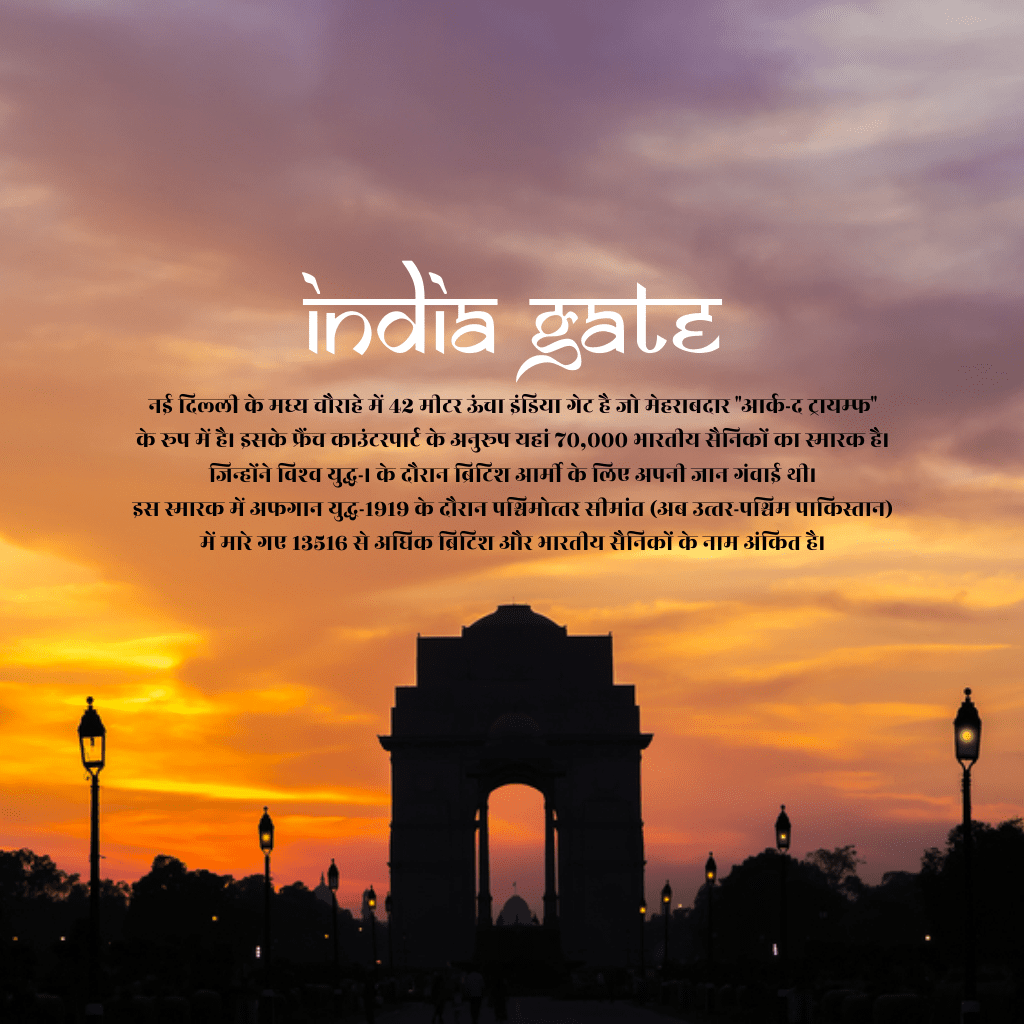 india gate
नई दिल्ली के मध्य चौराहे में 42 मीटर ऊंचा इंडिया गेट है जो मेहराबदार "आर्क-द ट्रायम्फ"
के रूप में है। इसके फ्रैंच काउंटरपार्ट के अनुरूप यहां 70,000 भारतीय सैनिकों का स्मारक है।
जिन्होंने विश्व युद्ध-। के दौरान ब्रिटिश आर्मी के लिए अपनी जान गंवाई थी।
इस स्मारक में अफगान युद्ध-1919 के दौरान पश्चिमोत्तर सीमांत (अब उत्तर-पश्चिम पाकिस्तान)
में मारे गए 13516 से अधिक ब्रिटिश और भारतीय सैनिकों के नाम अंकित है।